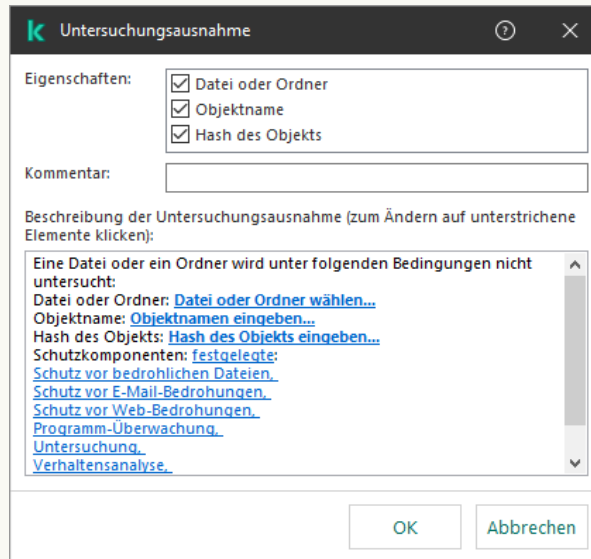 Untersuchungsausnahme
Eigenschaften:
Datei oder Ordner
Objektname
Hash des Objekts
Kommentar:
Beschreibung der Untersuchungsausnahme (zum Ändern auf unterstrichene
Elemente klicken):
Eine Datei oder ein Ordner wird unter folgenden Bedingungen nicht
untersucht:
Datei oder Ordner: Datei oder Ordner wählen...
Objektname: Objektnamen eingeben...
Hash des Objekts: Hash des Objekts eingeben...
Schutzkomponenten: festgelegte:
Schutz vor bedrohlichen Dateien,
Schutz vor E-Mail-Bedrohungen,
Schutz vor Web-Bedrohungen,
Programm-Überwachung,
Untersuchung,
Verhaltensanalyse,
OK
Abbrechen